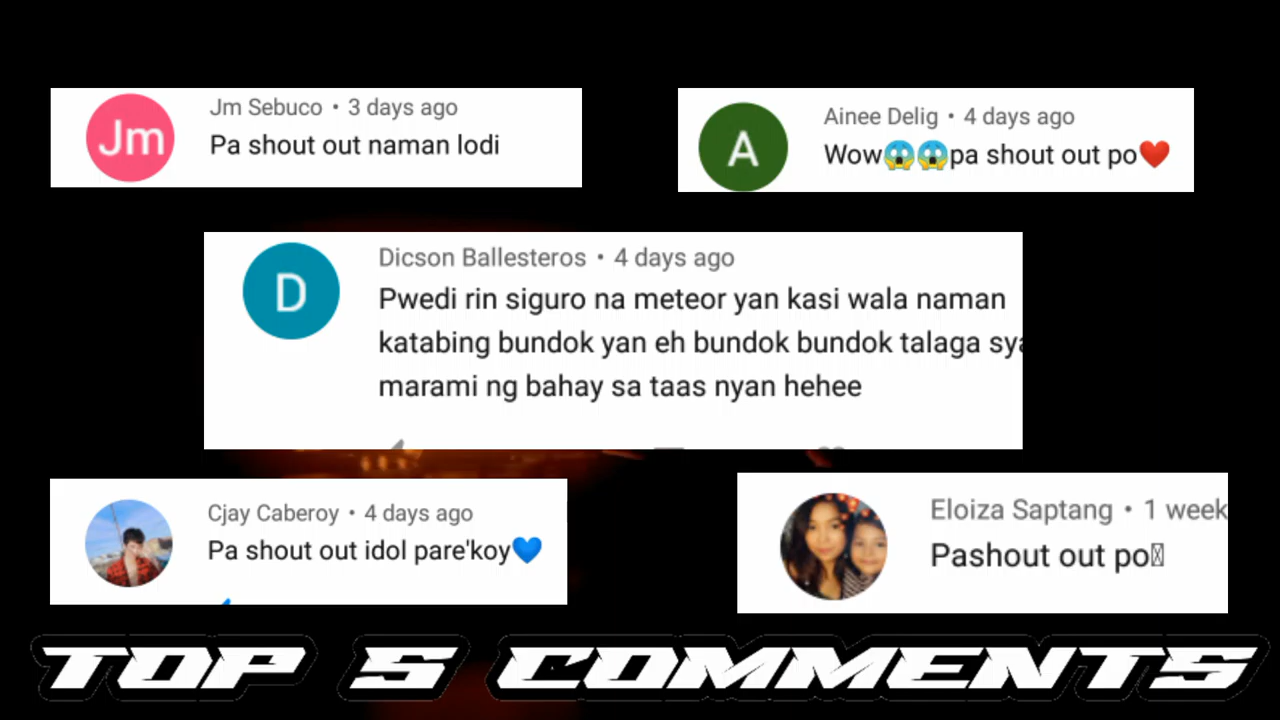 Jm
Jm Sebuco • 3 days ago
Pa shout out naman lodi
A
Ainee Delig • 4 days ago
Wow😱😱pa shout out po❤️
D
Dicson Ballesteros • 4 days ago
Pwedi rin siguro na meteor yan kasi wala naman
katabing bundok yan eh bundok bundok talaga sya
marami ng bahay sa taas nyan hehee
Cjay Caberoy • 4 days ago
Pa shout out idol pare'koy💙
Eloiza Saptang • 1 week
Pashout out po
TOP 5 COMMENTS